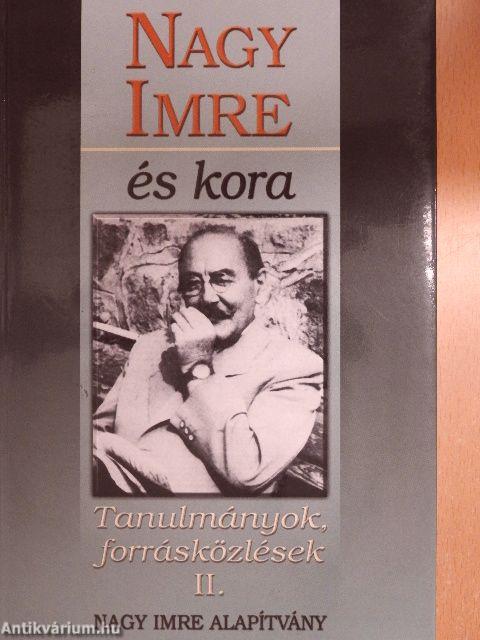 NAGY
IMRE
és kora
Tanulmányok,
forrásközlések
II.
NAGY IMRE ALAPÍTVÁNY
Antikvárium.hu